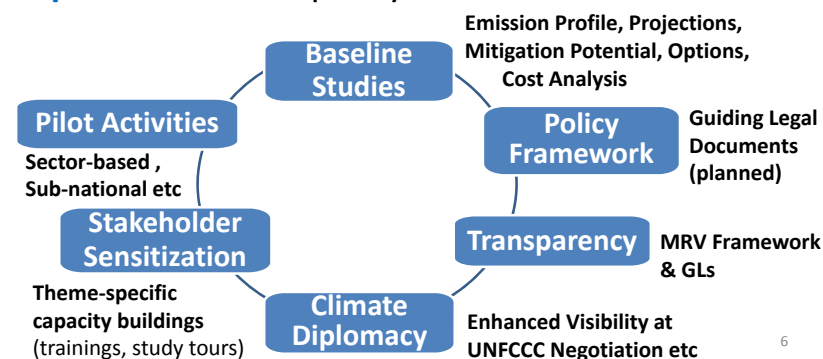 Emission Profile, Projections,
Mitigation Potential, Options,
Cost Analysis
Baseline
Studies
Pilot Activities
Sector-based ,
Sub-national etc
Policy
Framework
Guiding Legal
Documents
(planned)
Stakeholder
Sensitization
Transparency
MRV Framework
& GLs
Theme-specific
capacity buildings
(trainings, study tours)
Climate
Diplomacy
Enhanced Visibility at
UNFCCC Negotiation etc
6